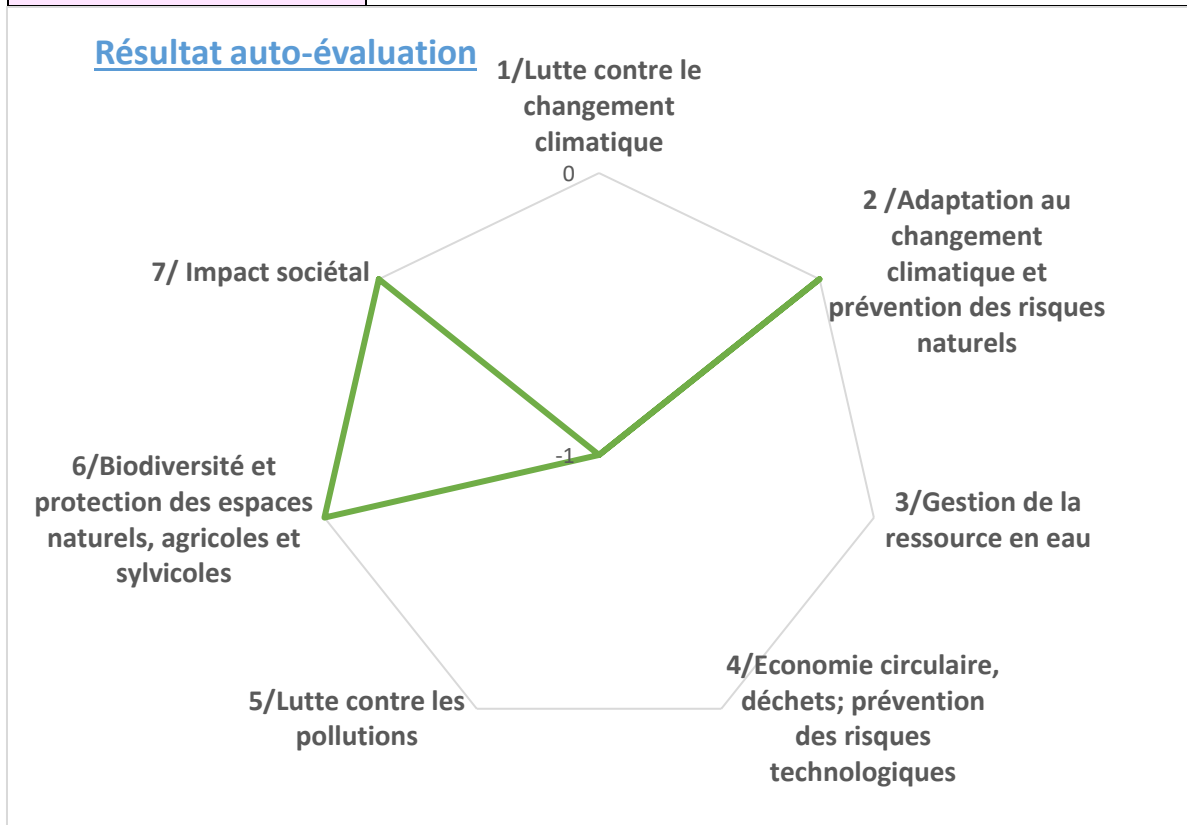 Résultat auto-évaluation
1/Lutte contre le
changement
climatique
0
2 /Adaptation au
changement
climatique et
prévention des risques
naturels
7/ Impact sociétal
-1
3/Gestion de la
ressource en eau
6/Biodiversité et
protection des espaces
naturels, agricoles et
sylvicoles
4/Economie circulaire,
déchets; prévention
des risques
technologiques
5/Lutte contre les
pollutions